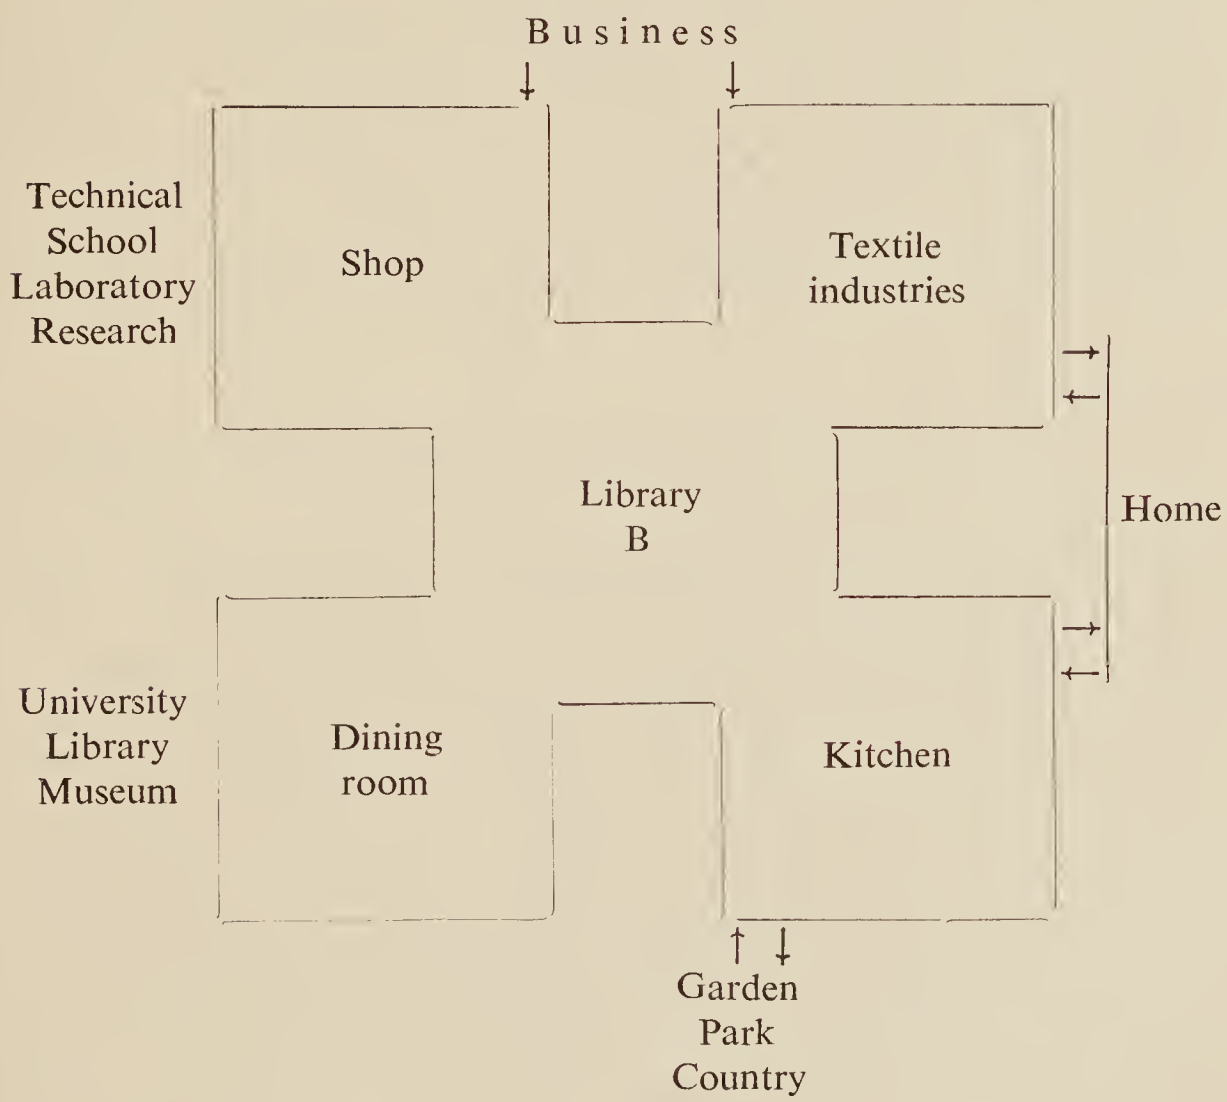 Business
Technical
School
Laboratory
Research
Shop
Textile
industries
Library
B
Home
University
Library
Museum
Dining
room
Kitchen
Garden
Park
Country